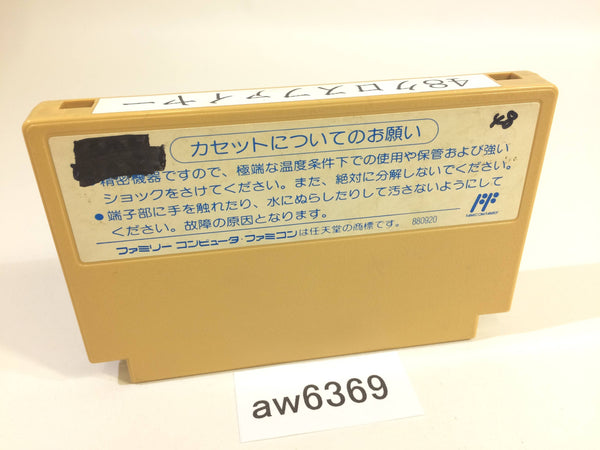 48クロスファイヤー
48
カセットについてのお願い
精密機器ですので、極端な温度条件下での使用や保管および強い
ショックをさけてください。また、絶対に分解しないでください。
●端子部に手を触れたり、水にぬらしたりして汚さないようにして
ください。故障の原因となります。
ファミリーコンピュータ・ファミコンは任天堂の商標です。 880920
aw6369